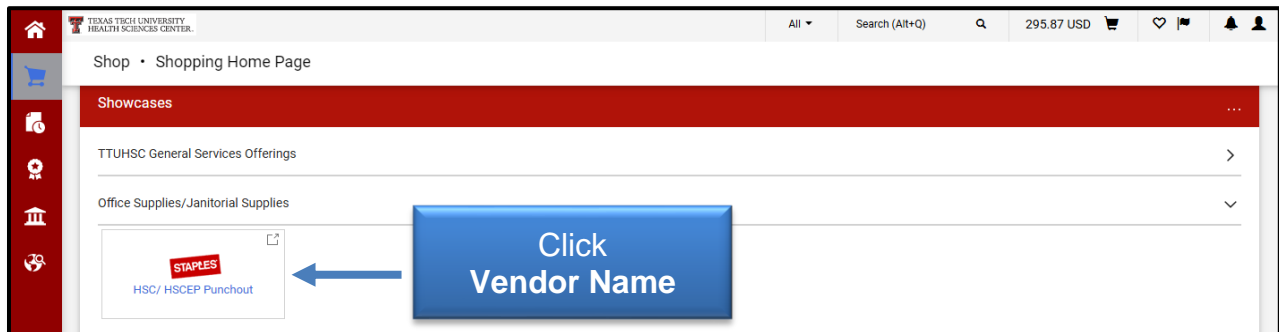 TEXAS TECH UNIVERSITY
HEALTH SCIENCES CENTER.
All
Search (Alt+Q)
295.87 USD
Shop • Shopping Home Page
Showcases
...
TTUHSC General Services Offerings
Office Supplies/Janitorial Supplies
STAPLES
HSC/ HSCEP Punchout
Click
Vendor Name